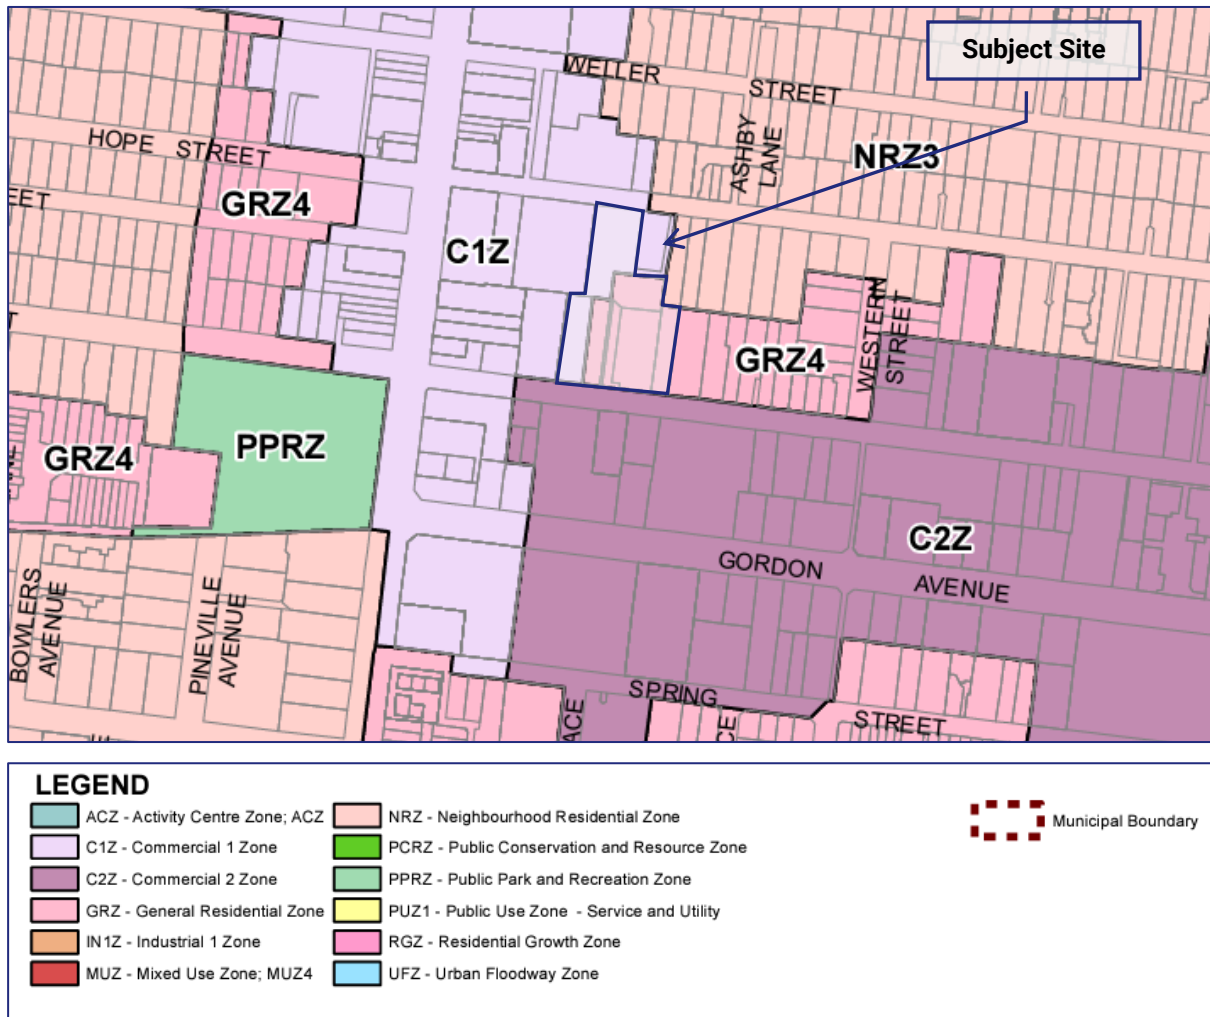 Subject Site
WELLER
STREET
ASHBY
LANE
HOPE STREET
NRZ3
EET
GRZ4
C1Z
WESTERN
STREET
GRZ4
PPRZ
GRZ4
C2Z
GORDON
AVENUE
BOWLERS
AVENUE
PINEVILLE
AVENUE
SPRING
STREET
ACE
CE
LEGEND
ACZ - Activity Centre Zone; ACZ
C1Z - Commercial 1 Zone
C2Z - Commercial 2 Zone
GRZ - General Residential Zone
IN1Z - Industrial 1 Zone
MUZ - Mixed Use Zone; MUZ4
NRZ - Neighbourhood Residential Zone
PCRZ - Public Conservation and Resource Zone
PPRZ - Public Park and Recreation Zone
PUZ1 - Public Use Zone - Service and Utility
RGZ - Residential Growth Zone
UFZ - Urban Floodway Zone
Municipal Boundary